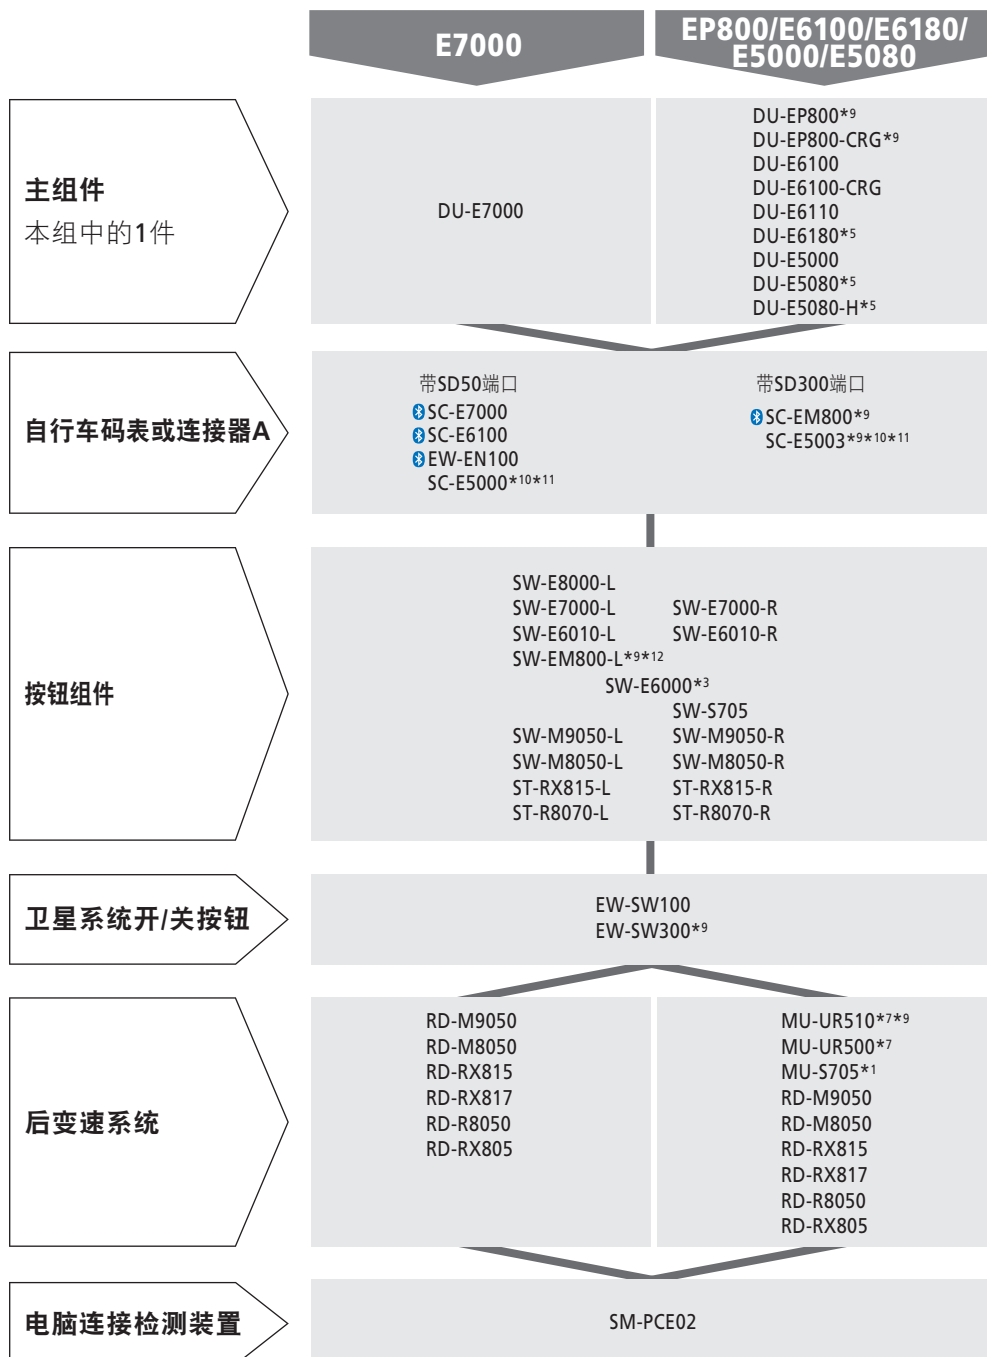 E7000
EP800/E6100/E6180/
E5000/E5080
主组件
本组中的1件
DU-E7000
DU-EP800*9
DU-EP800-CRG*9
DU-E6100
DU-E6100-CRG
DU-E6110
DU-E6180*5
DU-E5000
DU-E5080*5
DU-E5080-H*5
自行车码表或连接器A
带SD50端口
SC-E7000
SC-E6100
EW-EN100
SC-E5000*10*11
带SD300端口
SC-EM800*9
SC-E5003*9*10*11
按钮组件
SW-E8000-L
SW-E7000-L SW-E7000-R
SW-E6010-L SW-E6010-R
SW-EM800-L*9*12
SW-E6000*3
SW-S705
SW-M9050-L SW-M9050-R
SW-M8050-L SW-M8050-R
ST-RX815-L ST-RX815-R
ST-R8070-L ST-R8070-R
卫星系统开/关按钮
EW-SW100
EW-SW300*9
后变速系统
RD-M9050
RD-M8050
RD-RX815
RD-RX817
RD-R8050
RD-RX805
MU-UR510*7*9
MU-UR500*7
MU-S705*1
RD-M9050
RD-M8050
RD-RX815
RD-RX817
RD-R8050
RD-RX805
电脑连接检测装置
SM-PCE02